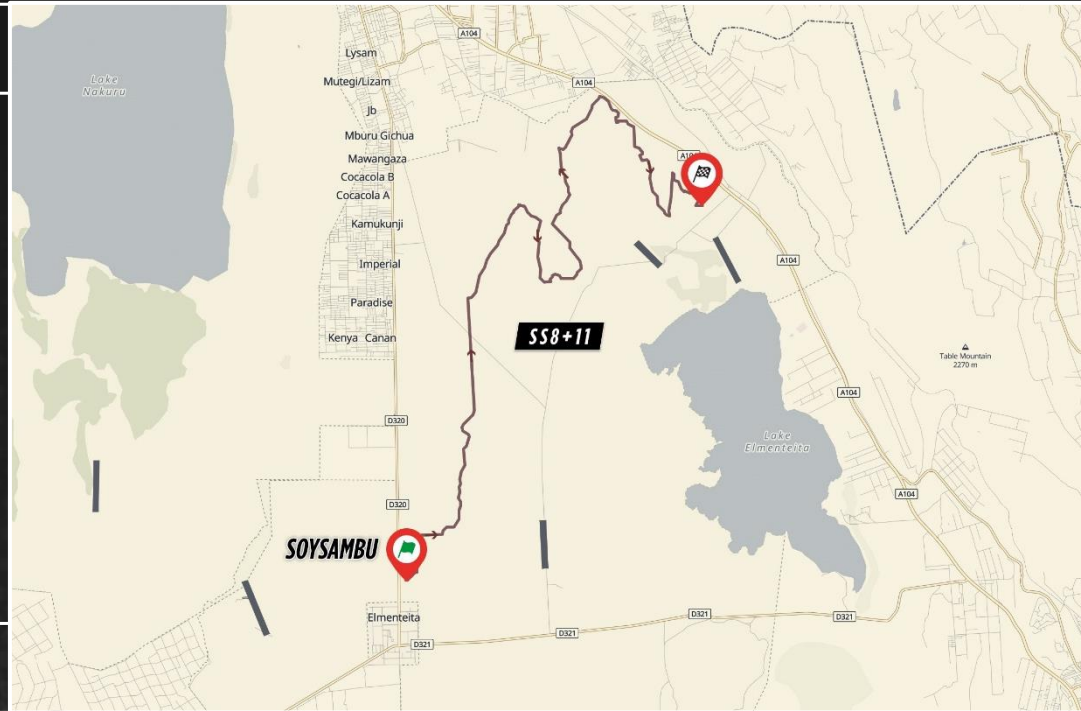 A104
Lysam
Lake
Nakuru
Mutegi/Lizam
A104
Jb
Mburu Gichua
Mawangaza
A10
Cocacola B
Cocacola A
Kamukunji
Imperial
A104
Paradise
SS8+11
Kenya Canan
Table Mountain
2270 m
A104
D320
Lake
Elmenteita
A104
D320
SOYSAMBU
Elmenteita
D321
D321
D321
D321